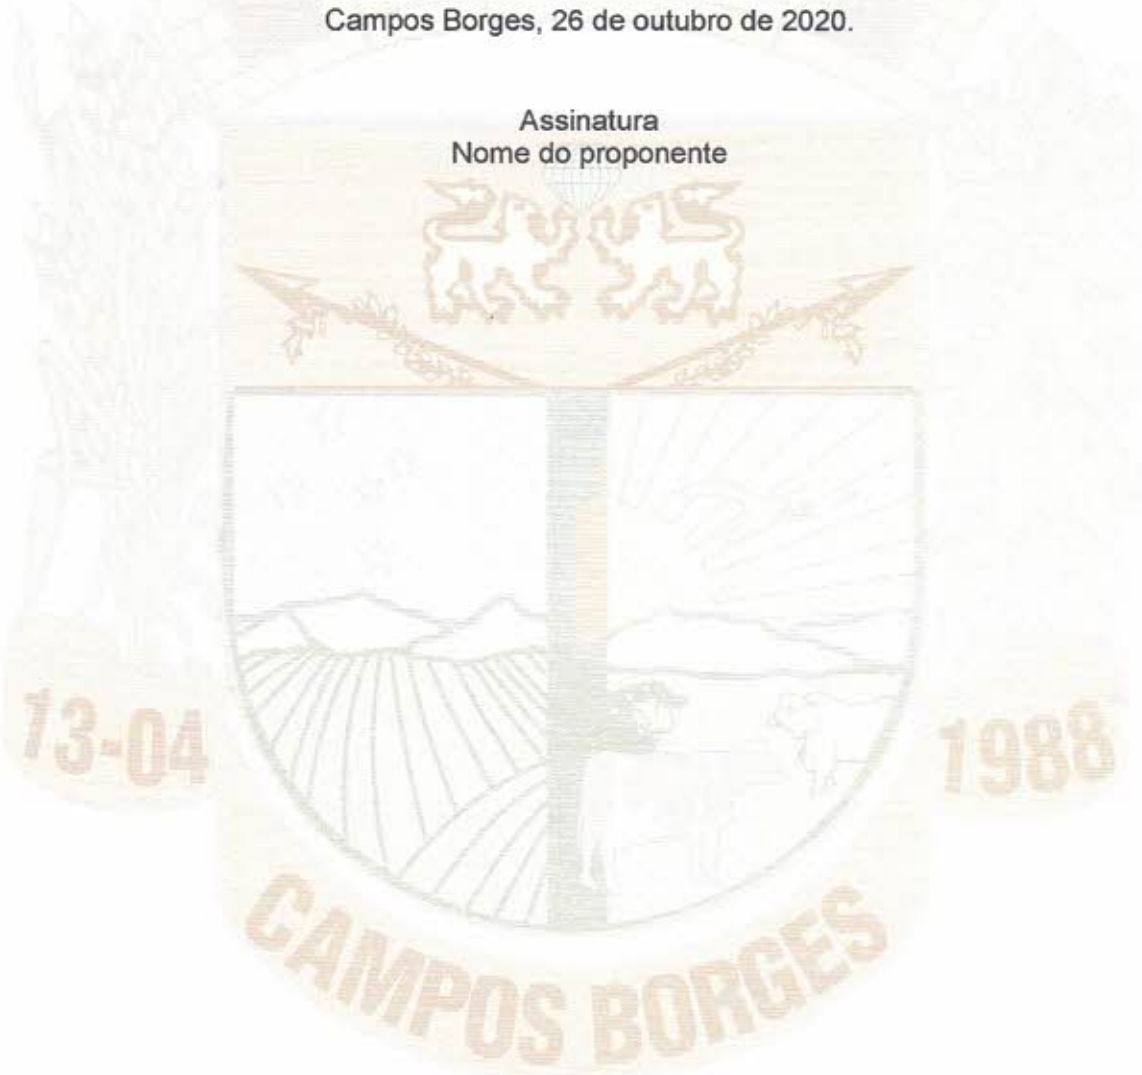 Campos Borges, 26 de outubro de 2020.
Assinatura
Nome do proponente
13-04
1988
CAMPOS BORGES